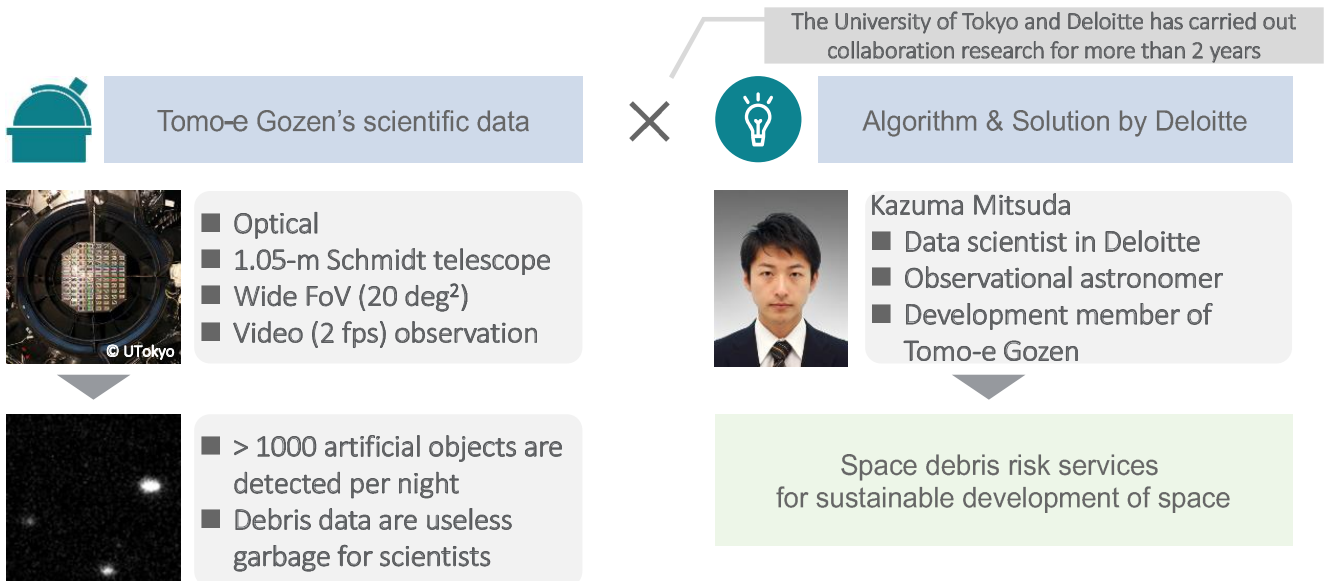 The University of Tokyo and Deloitte has carried out
collaboration research for more than 2 years
Tomo-e Gozen's scientific data
Algorithm & Solution by Deloitte
■ Optical
■ 1.05-m Schmidt telescope
■ Wide FoV (20 deg²)
■ Video (2 fps) observation
© UTokyo
Kazuma Mitsuda
■ Data scientist in Deloitte
■ Observational astronomer
■ Development member of
Tomo-e Gozen
■ > 1000 artificial objects are
detected per night
■ Debris data are useless
garbage for scientists
Space debris risk services
for sustainable development of space